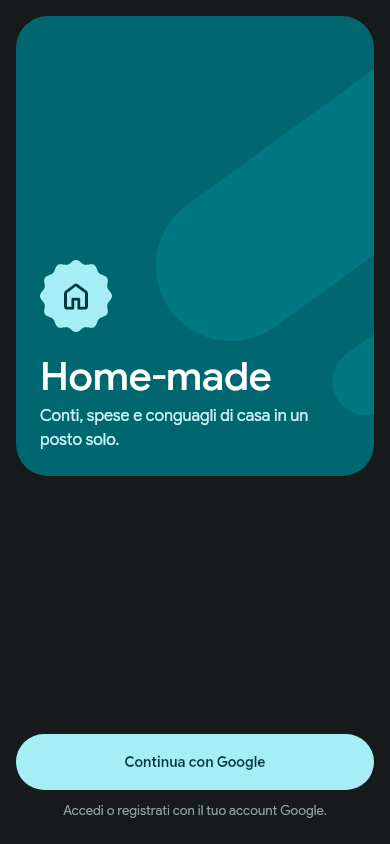 Home-made
Conti, spese e conguagli di casa in un
posto solo.
Continua con Google
Accedi o registrati con il tuo account Google.